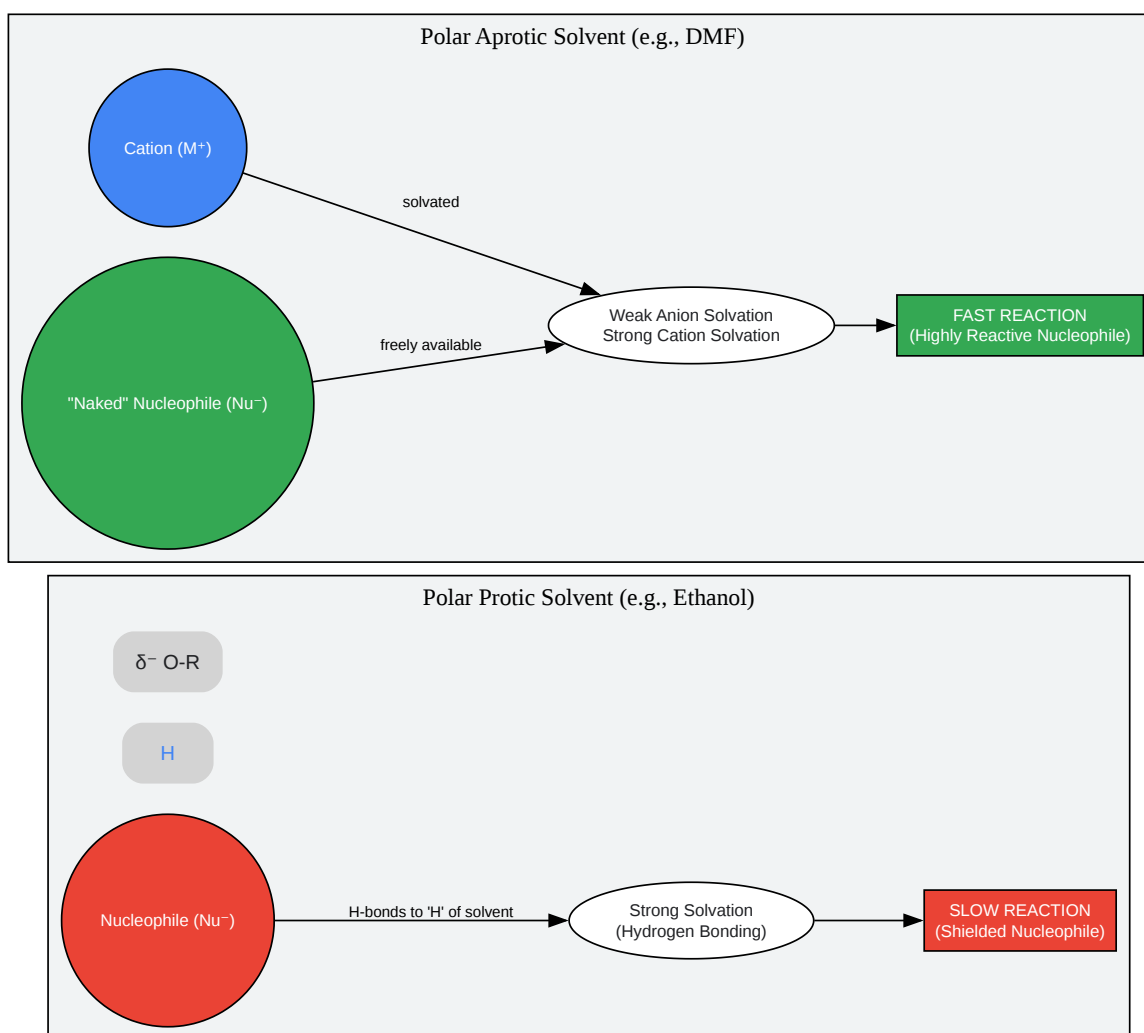 Polar Aprotic Solvent (e.g., DMF)
Cation (M⁺)
solvated
"Naked" Nucleophile (Nu⁻)
freely available
Weak Anion Solvation
Strong Cation Solvation
FAST REACTION
(Highly Reactive Nucleophile)
Polar Protic Solvent (e.g., Ethanol)
δ⁻ O-R
H
Nucleophile (Nu⁻)
H-bonds to 'H' of solvent
Strong Solvation
(Hydrogen Bonding)
SLOW REACTION
(Shielded Nucleophile)